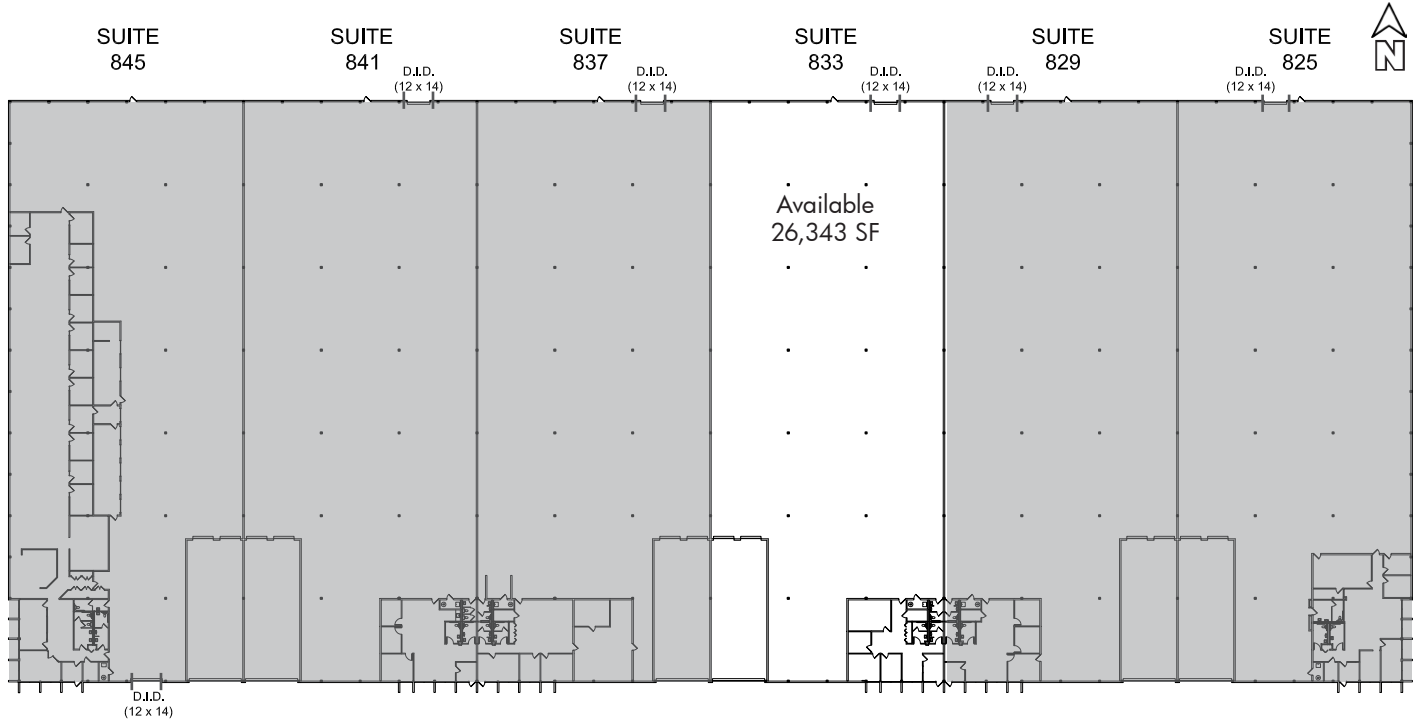 SUITE
845
SUITE
841
SUITE
837
SUITE
833
SUITE
829
SUITE
825
N
D.I.D.
(12 x 14)
D.I.D.
(12 x 14)
D.I.D.
(12 x 14)
D.I.D.
(12 x 14)
D.I.D.
(12 x 14)
Available
26,343 SF
D.I.D.
(12 x 14)